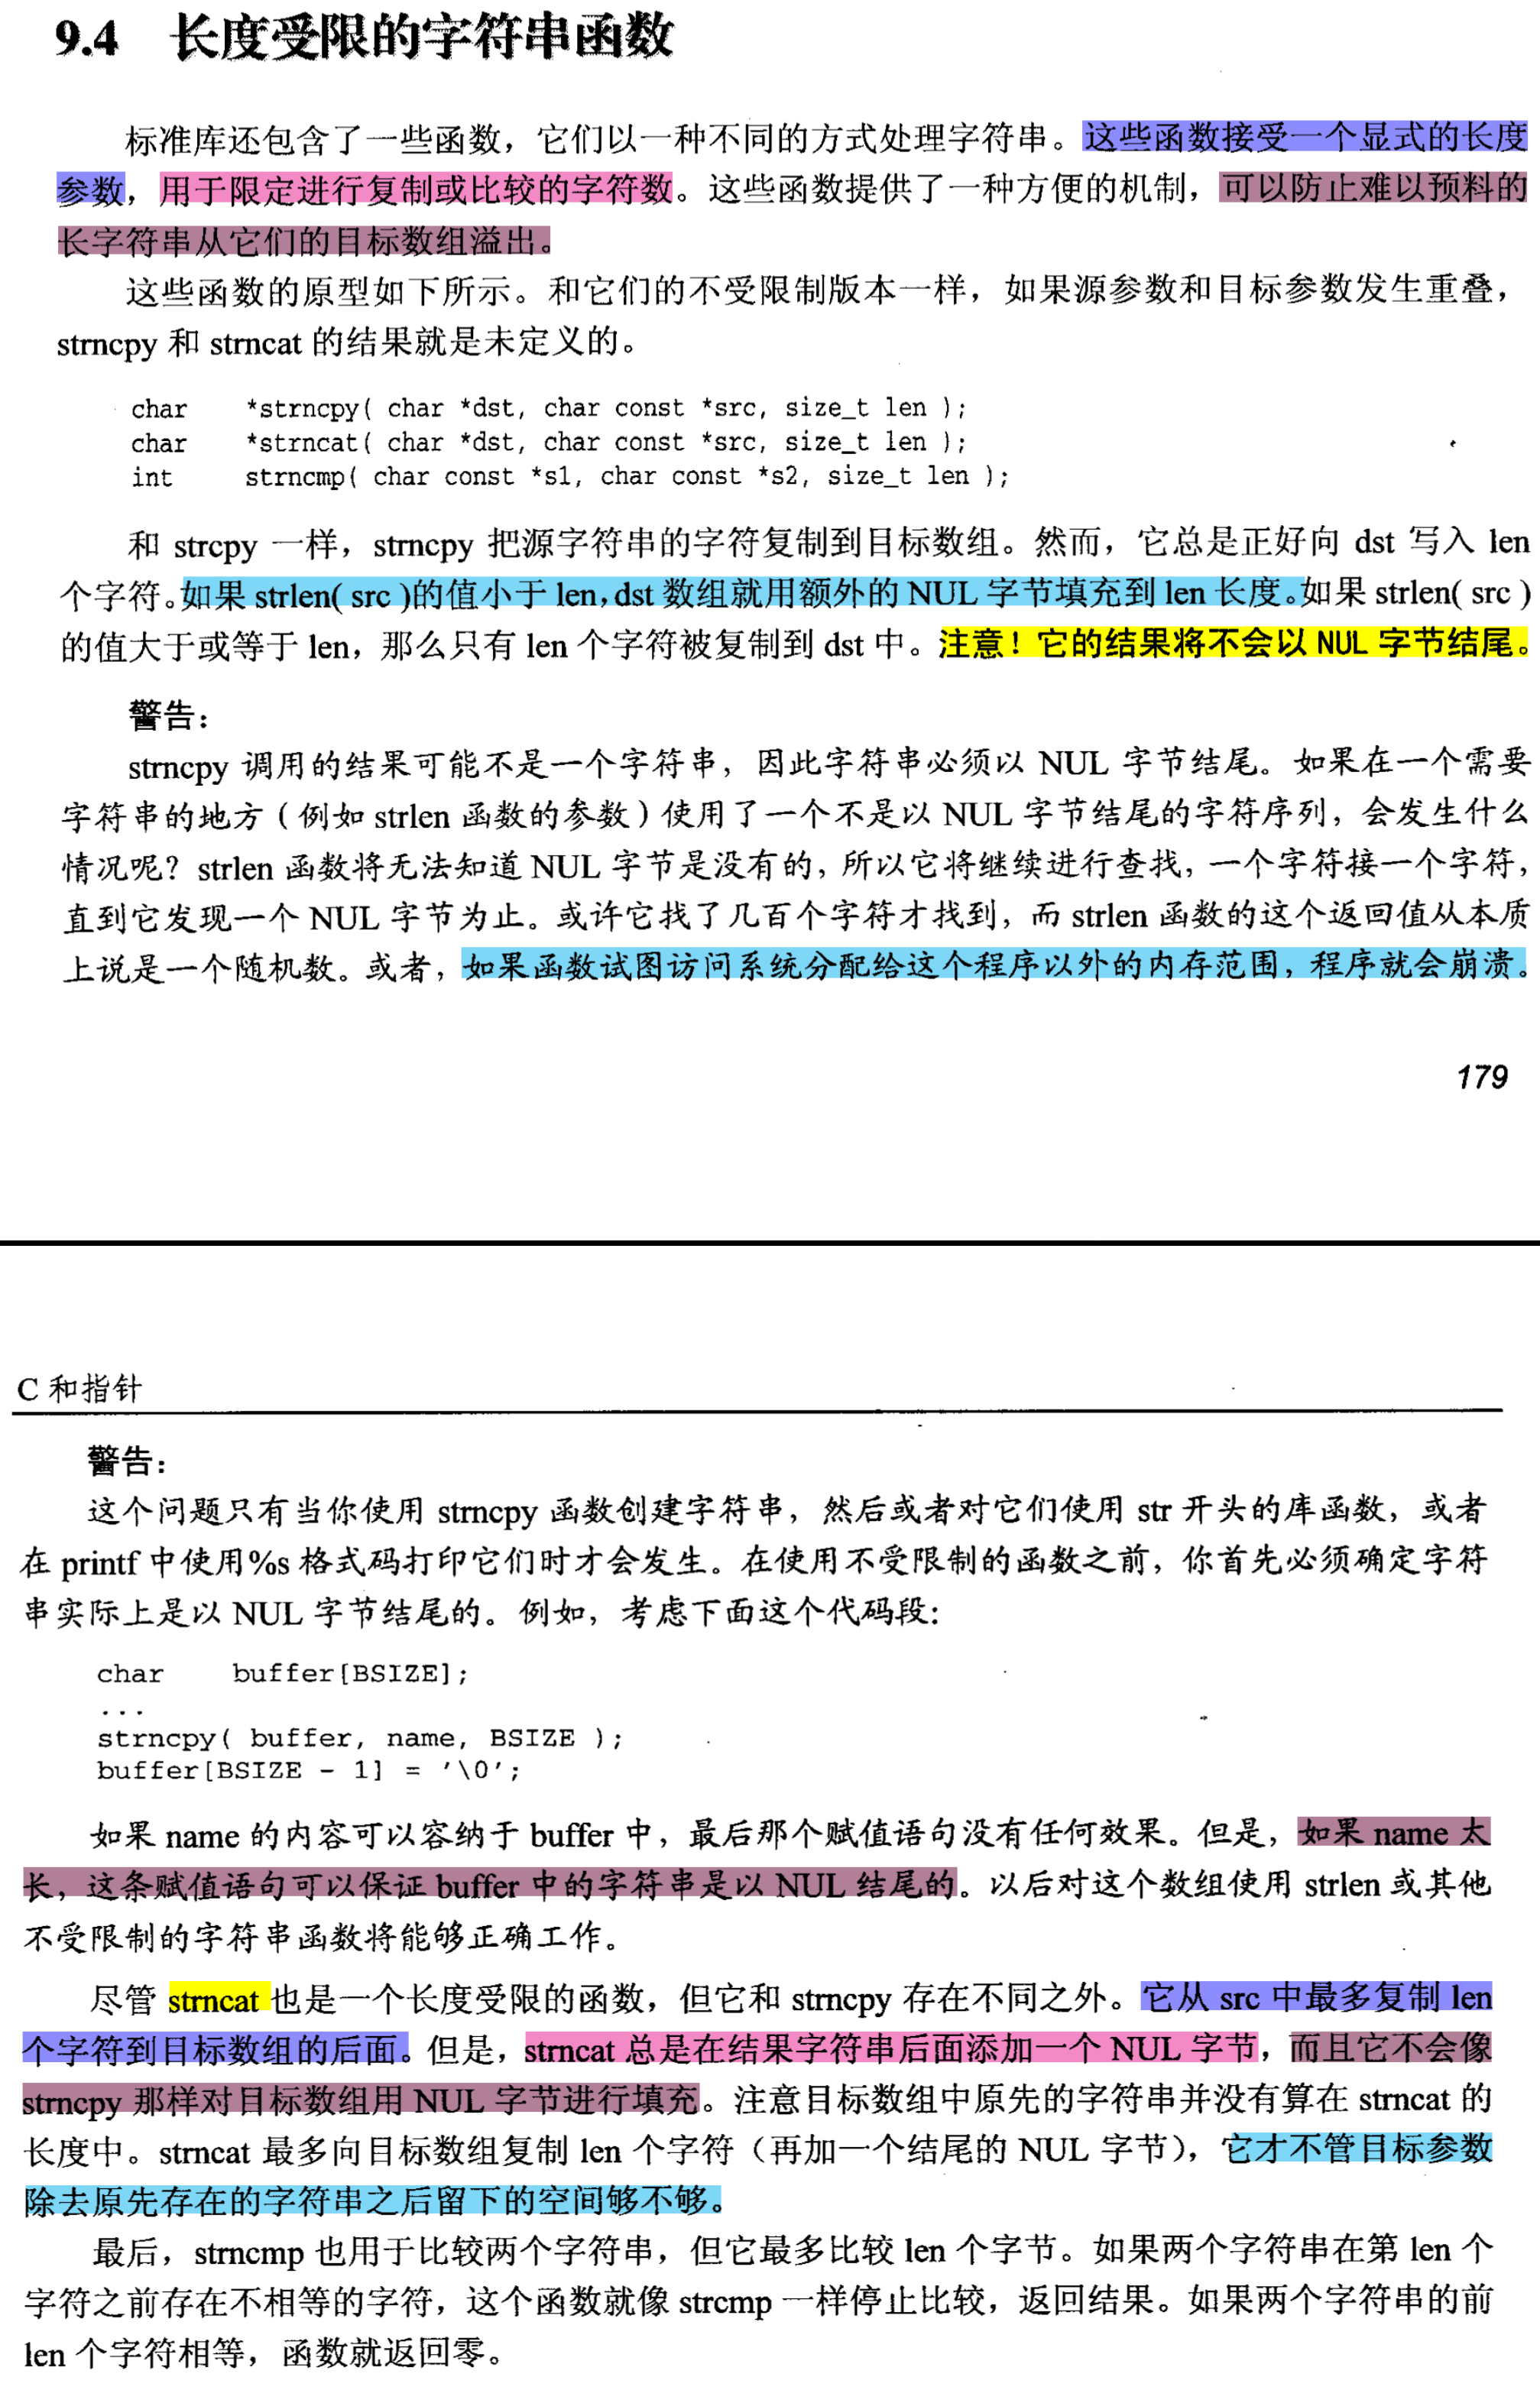 9.4 长度受限的字符串函数
标准库还包含了一些函数，它们以一种不同的方式处理字符串。这些函数接受一个显式的长度
参数，用于限定进行复制或比较的字符数。这些函数提供了一种方便的机制，可以防止难以预料的
长字符串从它们的目标数组溢出。
这些函数的原型如下所示。和它们的不受限制版本一样，如果源参数和目标参数发生重叠，
strncpy 和 strncat 的结果就是未定义的。
char *strncpy( char *dst, char const *src, size_t len );
char *strncat( char *dst, char const *src, size_t len );
int strncmp( char const *s1, char const *s2, size_t len );
和 strcpy 一样，strncpy 把源字符串的字符复制到目标数组。然而，它总是正好向 dst 写入 len
个字符。如果 strlen( src )的值小于 len，dst 数组就用额外的 NUL 字节填充到 len 长度。如果 strlen( src )
的值大于或等于 len，那么只有 len 个字符被复制到 dst 中。注意！它的结果将不会以 NUL 字节结尾。
警告：
strncpy 调用的结果可能不是一个字符串，因此字符串必须以 NUL 字节结尾。如果在一个需要
字符串的地方（例如 strlen 函数的参数）使用了一个不是以 NUL 字节结尾的字符序列，会发生什么
情况呢？strlen 函数将无法知道 NUL 字节是没有的，所以它将继续进行查找，一个字符接一个字符，
直到它发现一个 NUL 字节为止。或许它找了几百个字符才找到，而 strlen 函数的这个返回值从本质
上说是一个随机数。或者，如果函数试图访问系统分配给这个程序以外的内存范围，程序就会崩溃。
179
C 和指针
警告：
这个问题只有当你使用 strncpy 函数创建字符串，然后或者对它们使用 str 开头的库函数，或者
在 printf 中使用%s 格式码打印它们时才会发生。在使用不受限制的函数之前，你首先必须确定字符
串实际上是以 NUL 字节结尾的。例如，考虑下面这个代码段：
char buffer[BSIZE];
...
strncpy( buffer, name, BSIZE );
buffer[BSIZE - 1] = '\0';
如果 name 的内容可以容纳于 buffer 中，最后那个赋值语句没有任何效果。但是，如果 name 太
长，这条赋值语句可以保证 buffer 中的字符串是以 NUL 结尾的。以后对这个数组使用 strlen 或其他
不受限制的字符串函数将能够正确工作。
尽管 strncat 也是一个长度受限的函数，但它和 strncpy 存在不同之外。它从 src 中最多复制 len
个字符到目标数组的后面。但是，strncat 总是在结果字符串后面添加一个 NUL 字节，而且它不会像
strncpy 那样对目标数组用 NUL 字节进行填充。注意目标数组中原先的字符串并没有算在 strncat 的
长度中。strncat 最多向目标数组复制 len 个字符（再加一个结尾的 NUL 字节），它才不管目标参数
除去原先存在的字符串之后留下的空间够不够。
最后，strncmp 也用于比较两个字符串，但它最多比较 len 个字节。如果两个字符串在第 len 个
字符之前存在不相等的字符，这个函数就像 strcmp 一样停止比较，返回结果。如果两个字符串的前
len 个字符相等，函数就返回零。